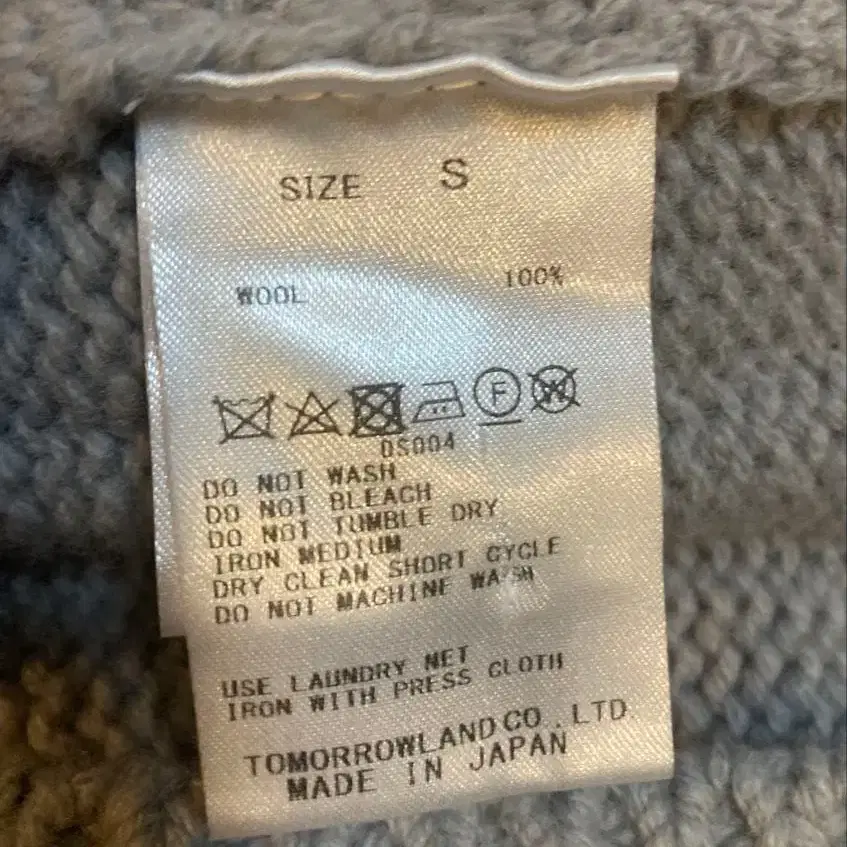 SIZE S
WOOL 100%
F W
DS004
DO NOT WASH
DO NOT BLEACH
DO NOT TUMBLE DRY
IRON MEDIUM
DRY CLEAN SHORT CYCLE
DO NOT MACHINE WASH
USE LAUNDRY NET
IRON WITH PRESS CLOTH
TOMORROWLAND CO., LTD.
MADE IN JAPAN